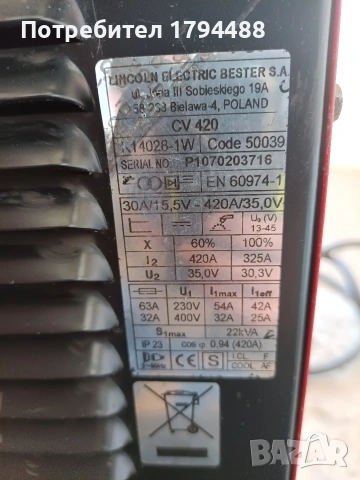 Потребител 1794488
LINCOLN ELECTRIC BESTER S.A.
ul. Jana III Sobieskiego 19A
58-263 Bielawa-4, POLAND
CV 420
K14028-1W Code 50039
SERIAL NO. P1070203716
EN 60974-1
30A/15,5V - 420A/35,0V
U₀ (V)
13-45
X 60% 100%
I₂ 420A 325A
U₂ 35,0V 30,3V
U₁ I₁max I₁eff
63A 230V 54A 42A
32A 400V 32A 25A
S₁max 22kVA
IP 23 cos φ 0,94 (420A)
CE S I.CL. F
COOL. AF
BAZAR